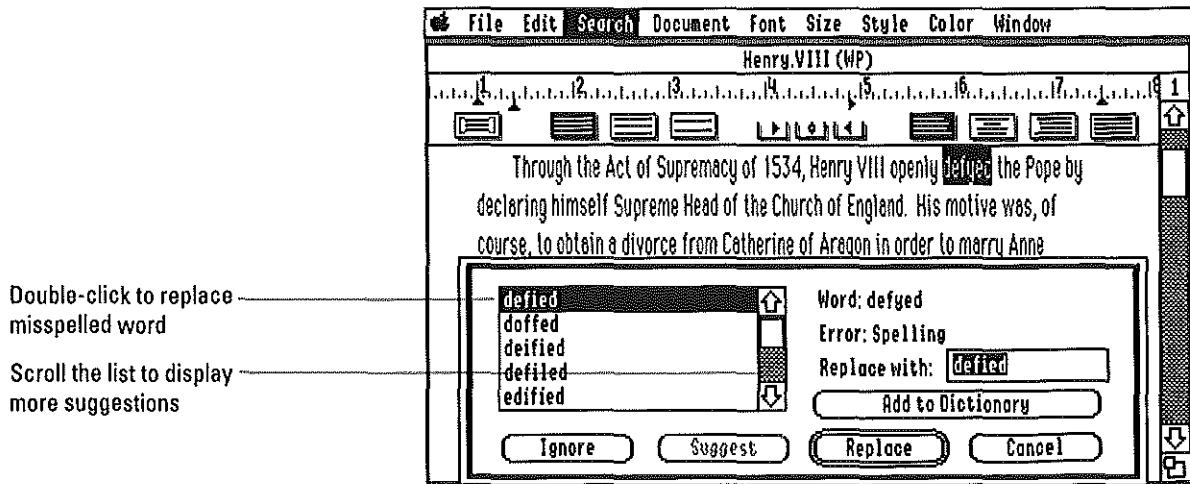 File Edit Search Document Font Size Style Color Window
Henry.VIII (WP)
1 2 3 4 5 6 7 8 1
Through the Act of Supremacy of 1534, Henry VIII openly defyed the Pope by
declaring himself Supreme Head of the Church of England. His motive was, of
course, to obtain a divorce from Catherine of Aragon in order to marry Anne
Double-click to replace
misspelled word
Scroll the list to display
more suggestions
defied
doffed
deified
defiled
edified
Word: defyed
Error: Spelling
Replace with: defied
Add to Dictionary
Ignore Suggest Replace Cancel